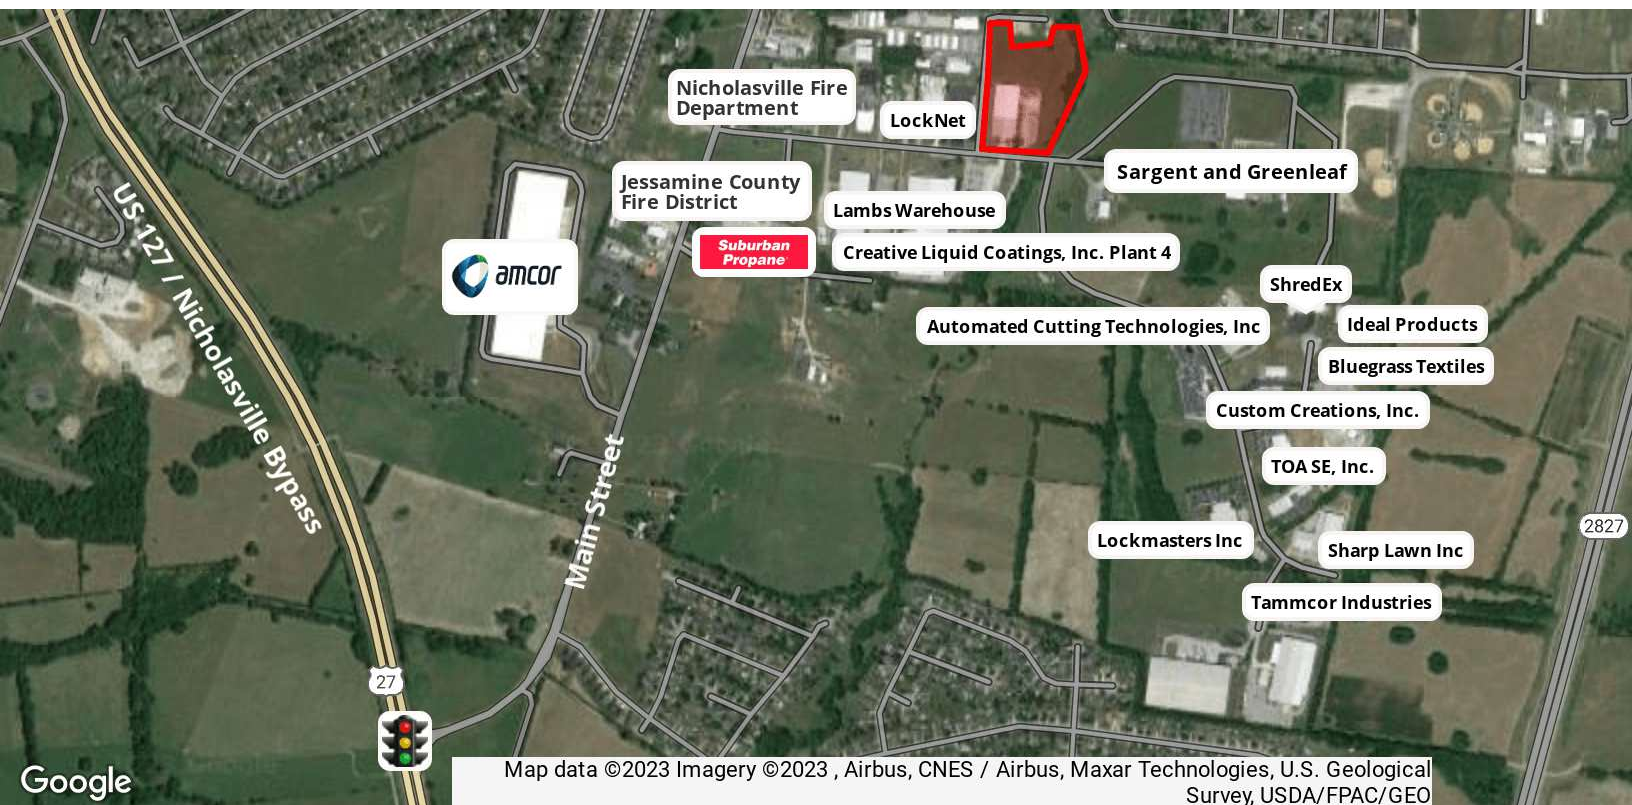 Nicholasville Fire
Department
LockNet
Sargent and Greenleaf
Jessamine County
Fire District
Lambs Warehouse
Suburban
Propane
Creative Liquid Coatings, Inc. Plant 4
amcor
ShredEx
Automated Cutting Technologies, Inc
Ideal Products
Bluegrass Textiles
Custom Creations, Inc.
TOA SE, Inc.
US 127 / Nicholasville Bypass
Main Street
2827
Lockmasters Inc
Sharp Lawn Inc
Tammcor Industries
27
Google
Map data ©2023 Imagery ©2023 , Airbus, CNES / Airbus, Maxar Technologies, U.S. Geological
Survey, USDA/FPAC/GEO